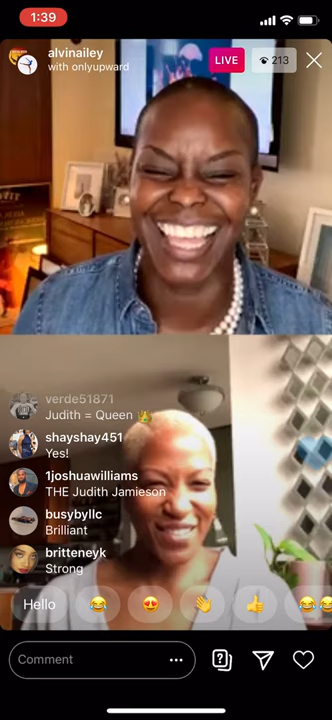 1:39
alvinailey
with onlyupward
LIVE
213
verde51871
Judith = Queen 👑
shayshay451
Yes!
1joshuawilliams
THE Judith Jamieson
busybyllc
Brilliant
britteneyk
Strong
Hello
Comment